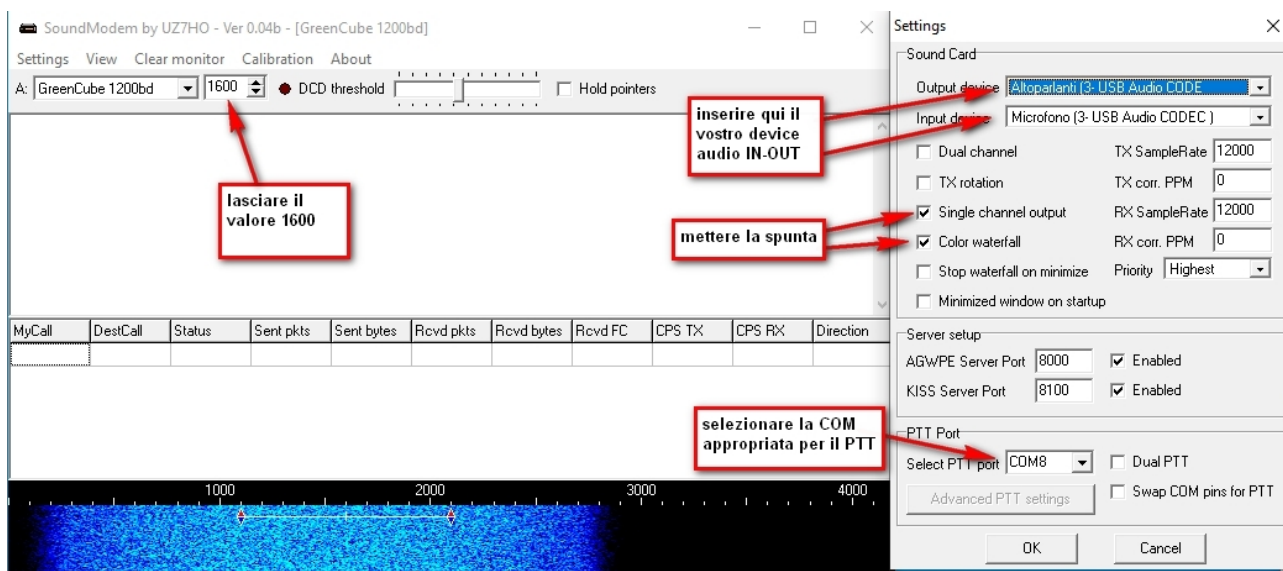 SoundModem by UZ7HO - Ver 0.04b - [GreenCube 1200bd]
Settings View Clear monitor Calibration About
A: GreenCube 1200bd 1600 DCD threshold Hold pointers
lasciare il
valore 1600
inserire qui il
vostro device
audio IN-OUT
mettere la spunta
MyCall DestCall Status Sent pkts Sent bytes Rcvd pkts Rcvd bytes Rcvd FC CPS TX CPS RX Direction
selezionare la COM
appropriata per il PTT
1000 2000 3000 4000
Settings
Sound Card
Output device Altoparlanti (3- USB Audio CODE
Input device Microfono (3- USB Audio CODEC )
Dual channel TX SampleRate 12000
TX rotation TX corr. PPM 0
Single channel output RX SampleRate 12000
Color waterfall RX corr. PPM 0
Stop waterfall on minimize Priority Highest
Minimized window on startup
Server setup
AGWPE Server Port 8000 Enabled
KISS Server Port 8100 Enabled
PTT Port
Select PTT port COM8 Dual PTT
Advanced PTT settings Swap COM pins for PTT
OK Cancel